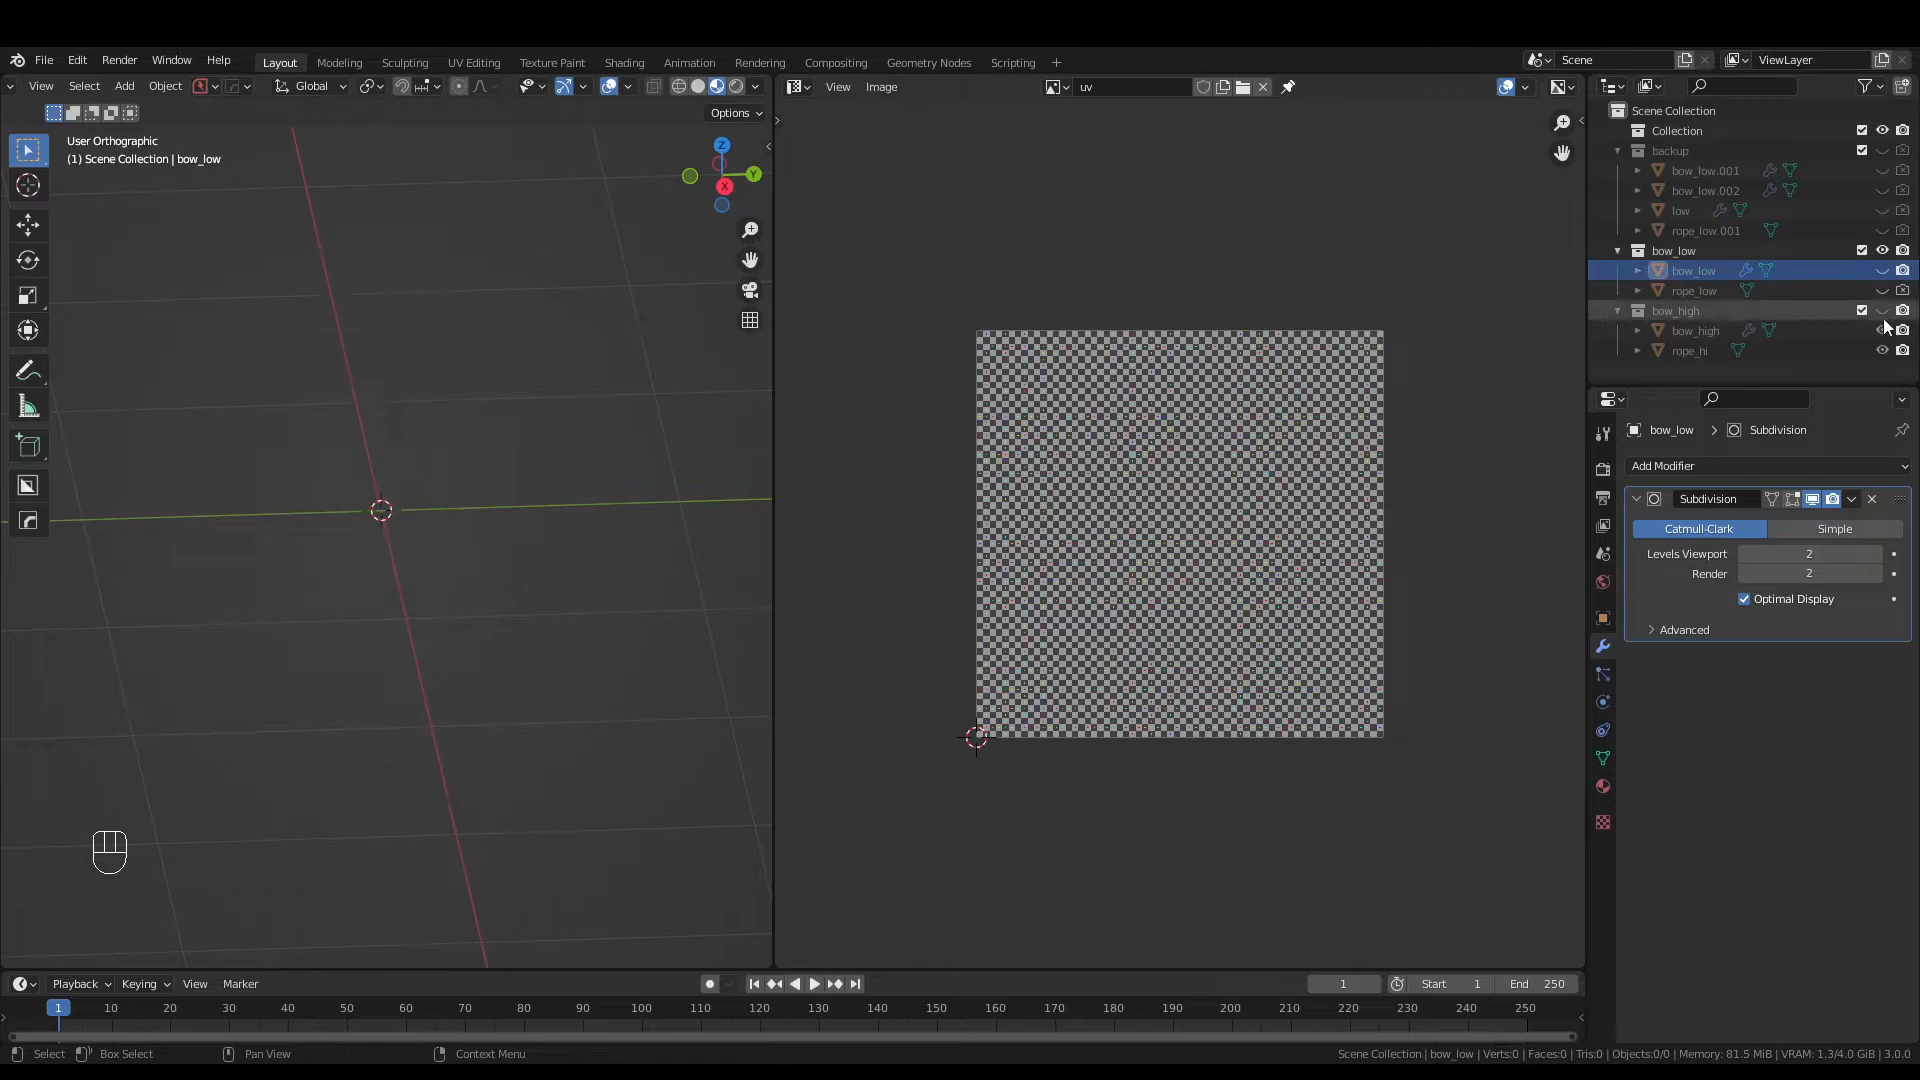 File Edit Render Window Help Layout Modeling Sculpting UV Editing Texture Paint Shading Animation Rendering Compositing Geometry Nodes Scripting + Scene ViewLayer
View Select Add Object Global View Image uv
Options
User Orthographic
(1) Scene Collection | bow_low
Z
Y
X
Scene Collection
Collection
backup
bow_low.001
bow_low.002
low
rope_low.001
bow_low
bow_low
rope_low
bow_high
bow_high
rope_hi
bow_low > Subdivision
Add Modifier
Subdivision
Catmull-Clark Simple
Levels Viewport 2
Render 2
Optimal Display
Advanced
Playback Keying View Marker 1 Start 1 End 250
1 10 20 30 40 50 60 70 80 90 100 110 120 130 140 150 160 170 180 190 200 210 220 230 240 250
Select Box Select Pan View Context Menu Scene Collection | bow_low | Verts:0 | Faces:0 | Tris:0 | Objects:0/0 | Memory: 81.5 MiB | VRAM: 1.3/4.0 GiB | 3.0.0